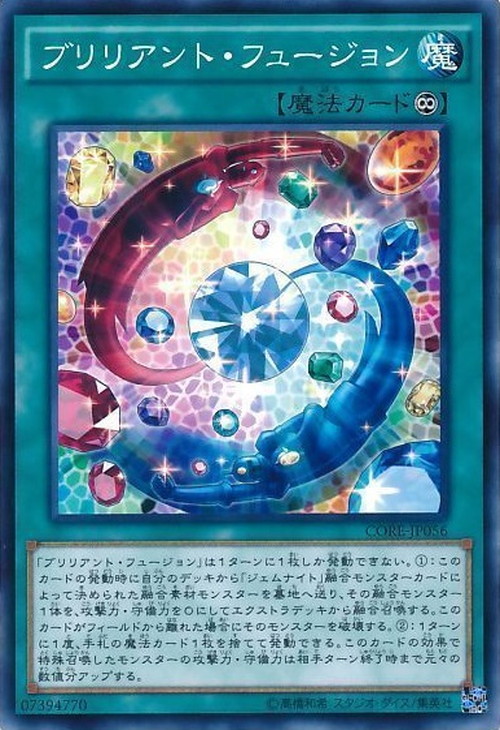 ブリリアント・フュージョン 魔
【魔法カード】
CORE-JP056
「ブリリアント・フュージョン」は１ターンに１枚しか発動できない。①：この
カードの発動時に自分のデッキから「ジェムナイト」融合モンスターカードに
よって決められた融合素材モンスターを墓地へ送り、その融合モンスター
１体を、攻撃力・守備力を０にしてエクストラデッキから融合召喚する。この
カードがフィールドから離れた場合にそのモンスターを破壊する。②：１ターン
に１度、手札の魔法カード１枚を捨てて発動できる。このカードの効果で
特殊召喚したモンスターの攻撃力・守備力は相手ターン終了時まで元々の
数値分アップする。
07394770 ©高橋和希 スタジオ・ダイス/集英社